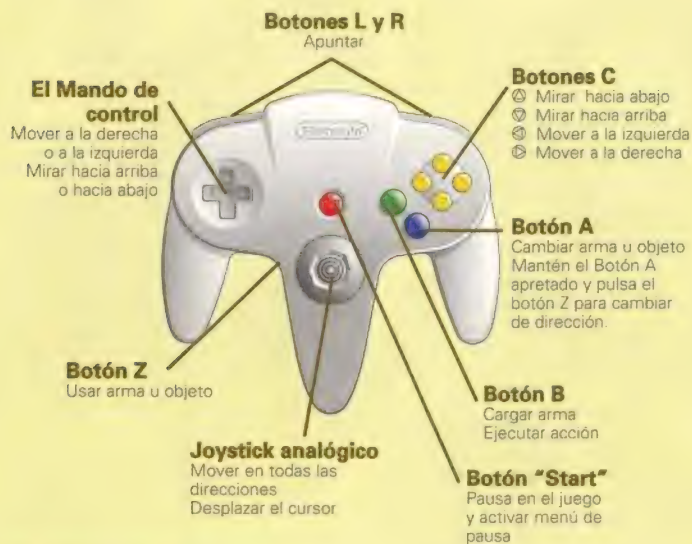 Botones L y R
Apuntar
El Mando de
control
Mover a la derecha
o a la izquierda
Mirar hacia arriba
o hacia abajo
Nintendo
Botones C
Mirar hacia abajo
Mirar hacia arriba
Mover a la izquierda
Mover a la derecha
Botón A
Cambiar arma u objeto
Mantén el Botón A
apretado y pulsa el
botón Z para cambiar
de dirección.
Botón Z
Usar arma u objeto
Botón B
Cargar arma
Ejecutar acción
Joystick analógico
Mover en todas las
direcciones
Desplazar el cursor
Botón "Start"
Pausa en el juego
y activar menú de
pausa